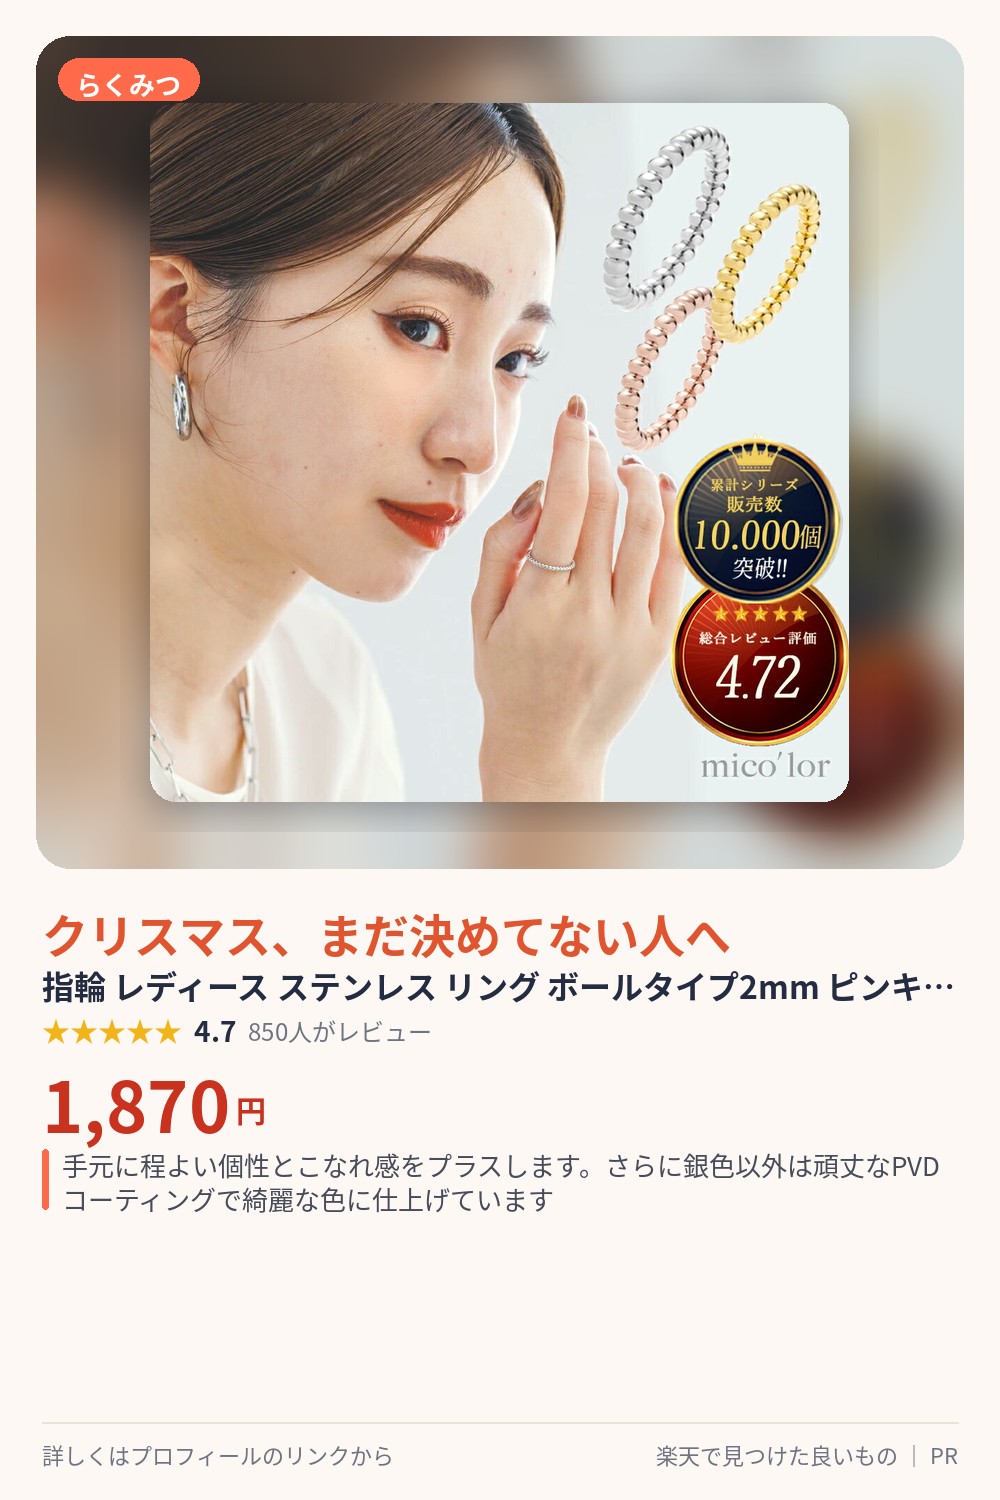 らくみつ
累計シリーズ
販売数
10.000個
突破!!
★★★★★
総合レビュー評価
4.72
mico'lor
クリスマス、まだ決めてない人へ
指輪 レディース ステンレス リング ボールタイプ2mm ピンキ…
★★★★★ 4.7 850人がレビュー
1,870円
手元に程よい個性とこなれ感をプラスします。さらに銀色以外は頑丈なPVD
コーティングで綺麗な色に仕上げています
詳しくはプロフィールのリンクから
楽天で見つけた良いもの | PR